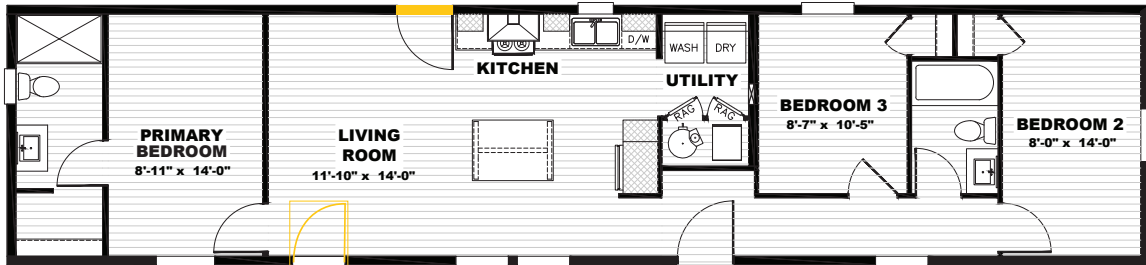 PRIMARY
BEDROOM
8'-11" x 14'-0"
LIVING
ROOM
11'-10" x 14'-0"
KITCHEN
D/W
WASH
DRY
UTILITY
RAG
RAG
BEDROOM 3
8'-7" x 10'-5"
BEDROOM 2
8'-0" x 14'-0"